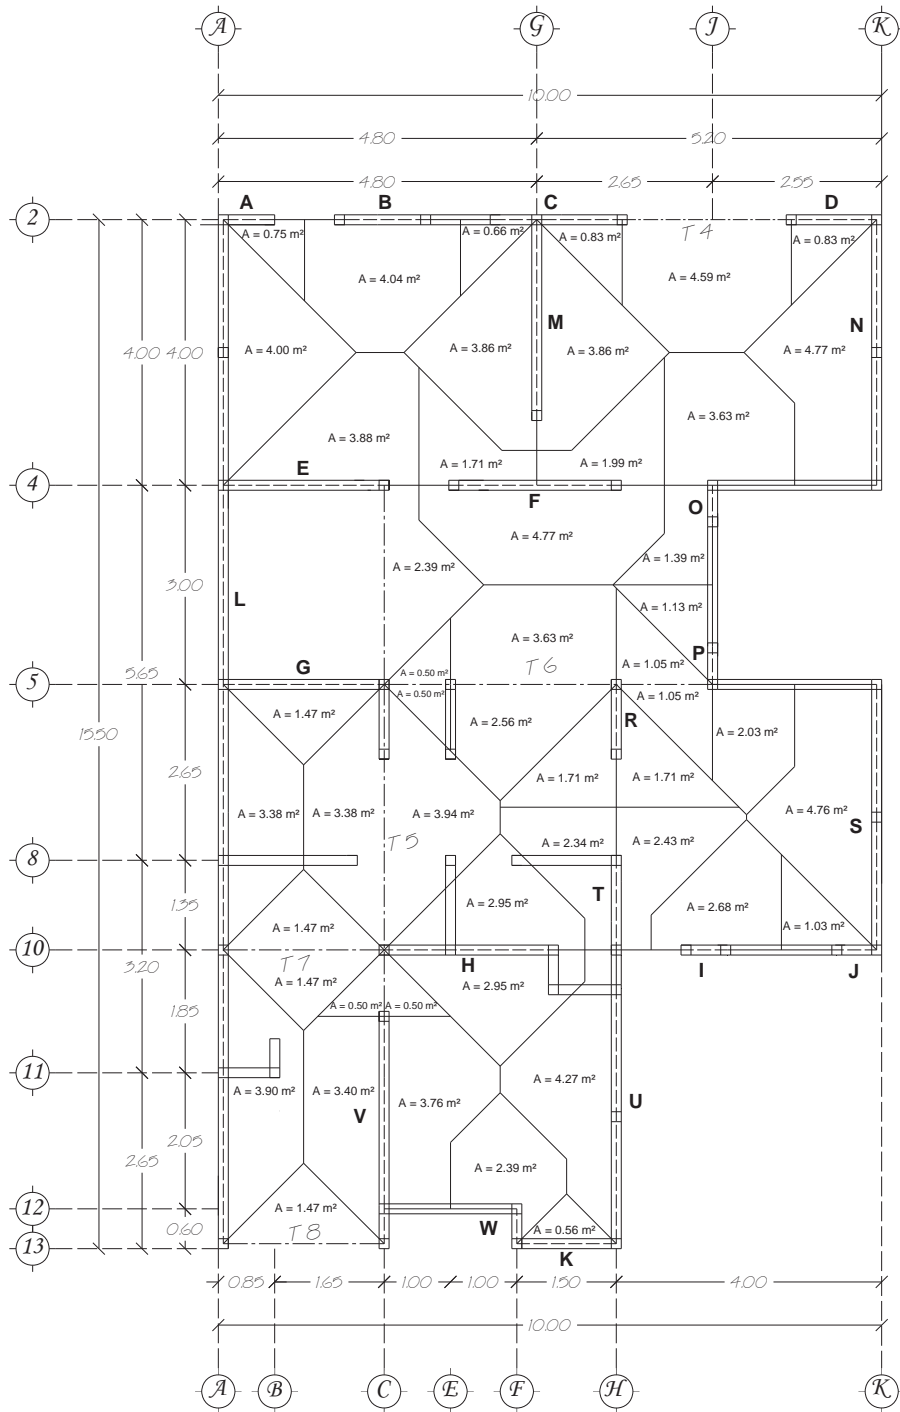 A G J K
10.00
4.80 5.20
4.80 2.65 2.55
A B C D
2
T 4
A = 0.75 m² A = 0.66 m² A = 0.83 m² A = 0.83 m²
A = 4.04 m² A = 4.59 m²
M N
4.00 4.00 A = 4.00 m² A = 3.86 m² A = 3.86 m² A = 4.77 m²
A = 3.63 m²
A = 3.88 m²
A = 1.71 m² A = 1.99 m²
E
4
F O
A = 4.77 m²
A = 1.39 m²
A = 2.39 m²
3.00
L
A = 1.13 m²
A = 3.63 m²
P
G
5.65 A = 0.50 m² T 6 A = 1.05 m²
5
A = 0.50 m² A = 1.05 m²
A = 1.47 m² A = 2.56 m² R
15.50 A = 2.03 m²
2.65
A = 1.71 m² A = 1.71 m²
A = 3.38 m² A = 3.38 m² A = 3.94 m² A = 4.76 m²
S
T 5 A = 2.34 m² A = 2.43 m²
8
T
1.35
A = 2.95 m² A = 2.68 m²
A = 1.47 m² A = 1.03 m²
10
3.20 T 7 H I J
A = 1.47 m² A = 2.95 m²
1.85 A = 0.50 m² A = 0.50 m²
11
A = 3.90 m² A = 3.40 m² A = 3.76 m² A = 4.27 m²
V U
2.05
2.65
A = 2.39 m²
12
A = 1.47 m²
0.60 T 8 W A = 0.56 m²
13
K
0.85 1.65 1.00 1.00 1.50 4.00
10.00
A B C E F H K